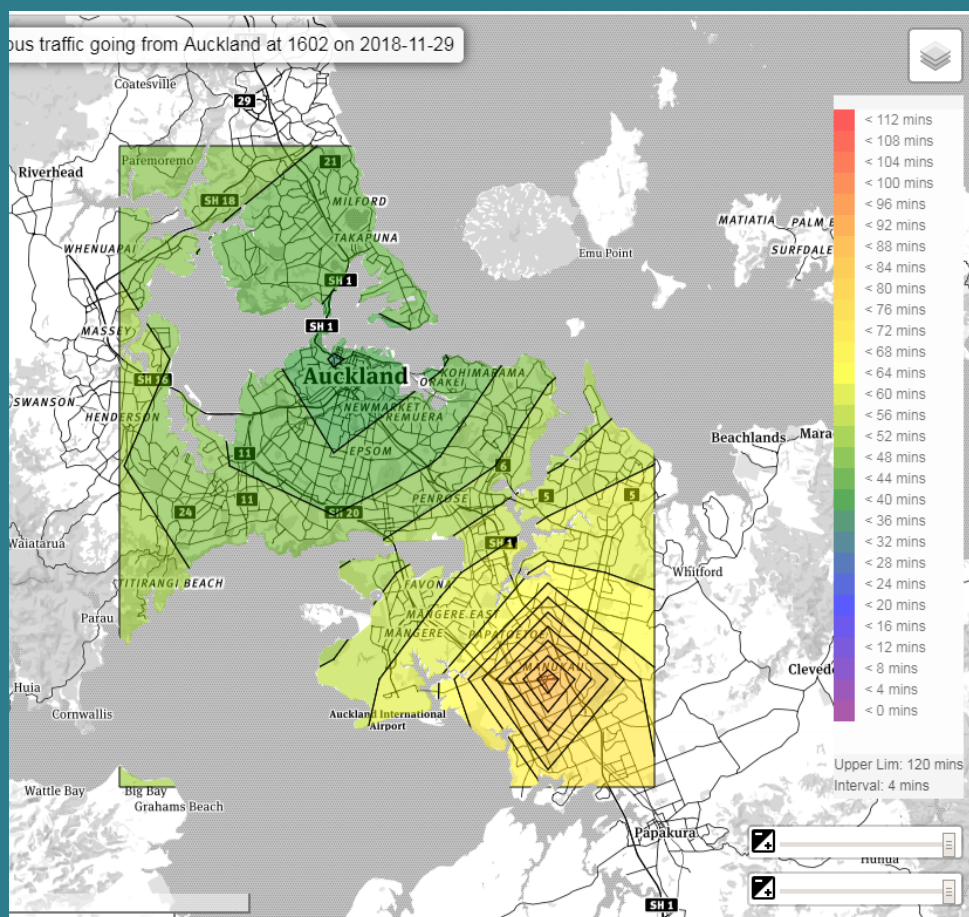 ous traffic going from Auckland at 1602 on 2018-11-29
Coatesville
29
Paremoremo
21
Riverhead
SH 18
MILFORD
MATIATIA
PALM B
WHENUAPAI
TAKAPUNA
SURFDALE
Emu Point
SH 1
MASSEY
SH 1
Auckland
KOHIMARAMA
ORAKEI
SH 16
SWANSON
HENDERSON
NEWMARKET
REMUERA
11
EPSOM
Beachlands
Mara
6
11
PENROSE
5
5
24
SH 20
Waiatarua
SH 1
TITIRANGI BEACH
FAVONA
Whitford
Parau
MANGERE EAST
MANGERE
PAPATOETOE
MANUKAU
Clevedo
Huia
Cornwallis
Auckland International
Airport
Wattle Bay
Big Bay
Grahams Beach
Papakura
Hunua
SH 1
< 112 mins
< 108 mins
< 104 mins
< 100 mins
< 96 mins
< 92 mins
< 88 mins
< 84 mins
< 80 mins
< 76 mins
< 72 mins
< 68 mins
< 64 mins
< 60 mins
< 56 mins
< 52 mins
< 48 mins
< 44 mins
< 40 mins
< 36 mins
< 32 mins
< 28 mins
< 24 mins
< 20 mins
< 16 mins
< 12 mins
< 8 mins
< 4 mins
< 0 mins
Upper Lim: 120 mins
Interval: 4 mins